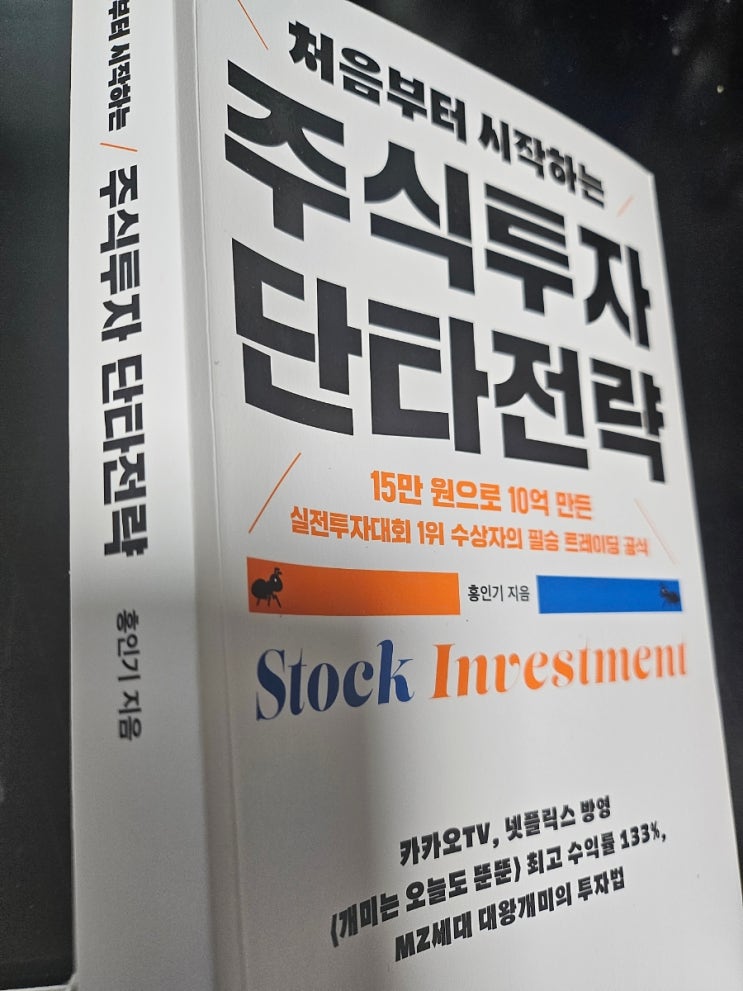 처음부터 시작하는
주식투자
단타전략
15만 원으로 10억 만든
실전투자대회 1위 수상자의 필승 트레이딩 공식
홍인기 지음
Stock Investment
카카오TV, 넷플릭스 방영
〈개미는 오늘도 뚠뚠〉 최고 수익률 133%,
MZ세대 대왕개미의 투자법
부터 시작하는 / 주식투자 단타전략 홍인기 지음